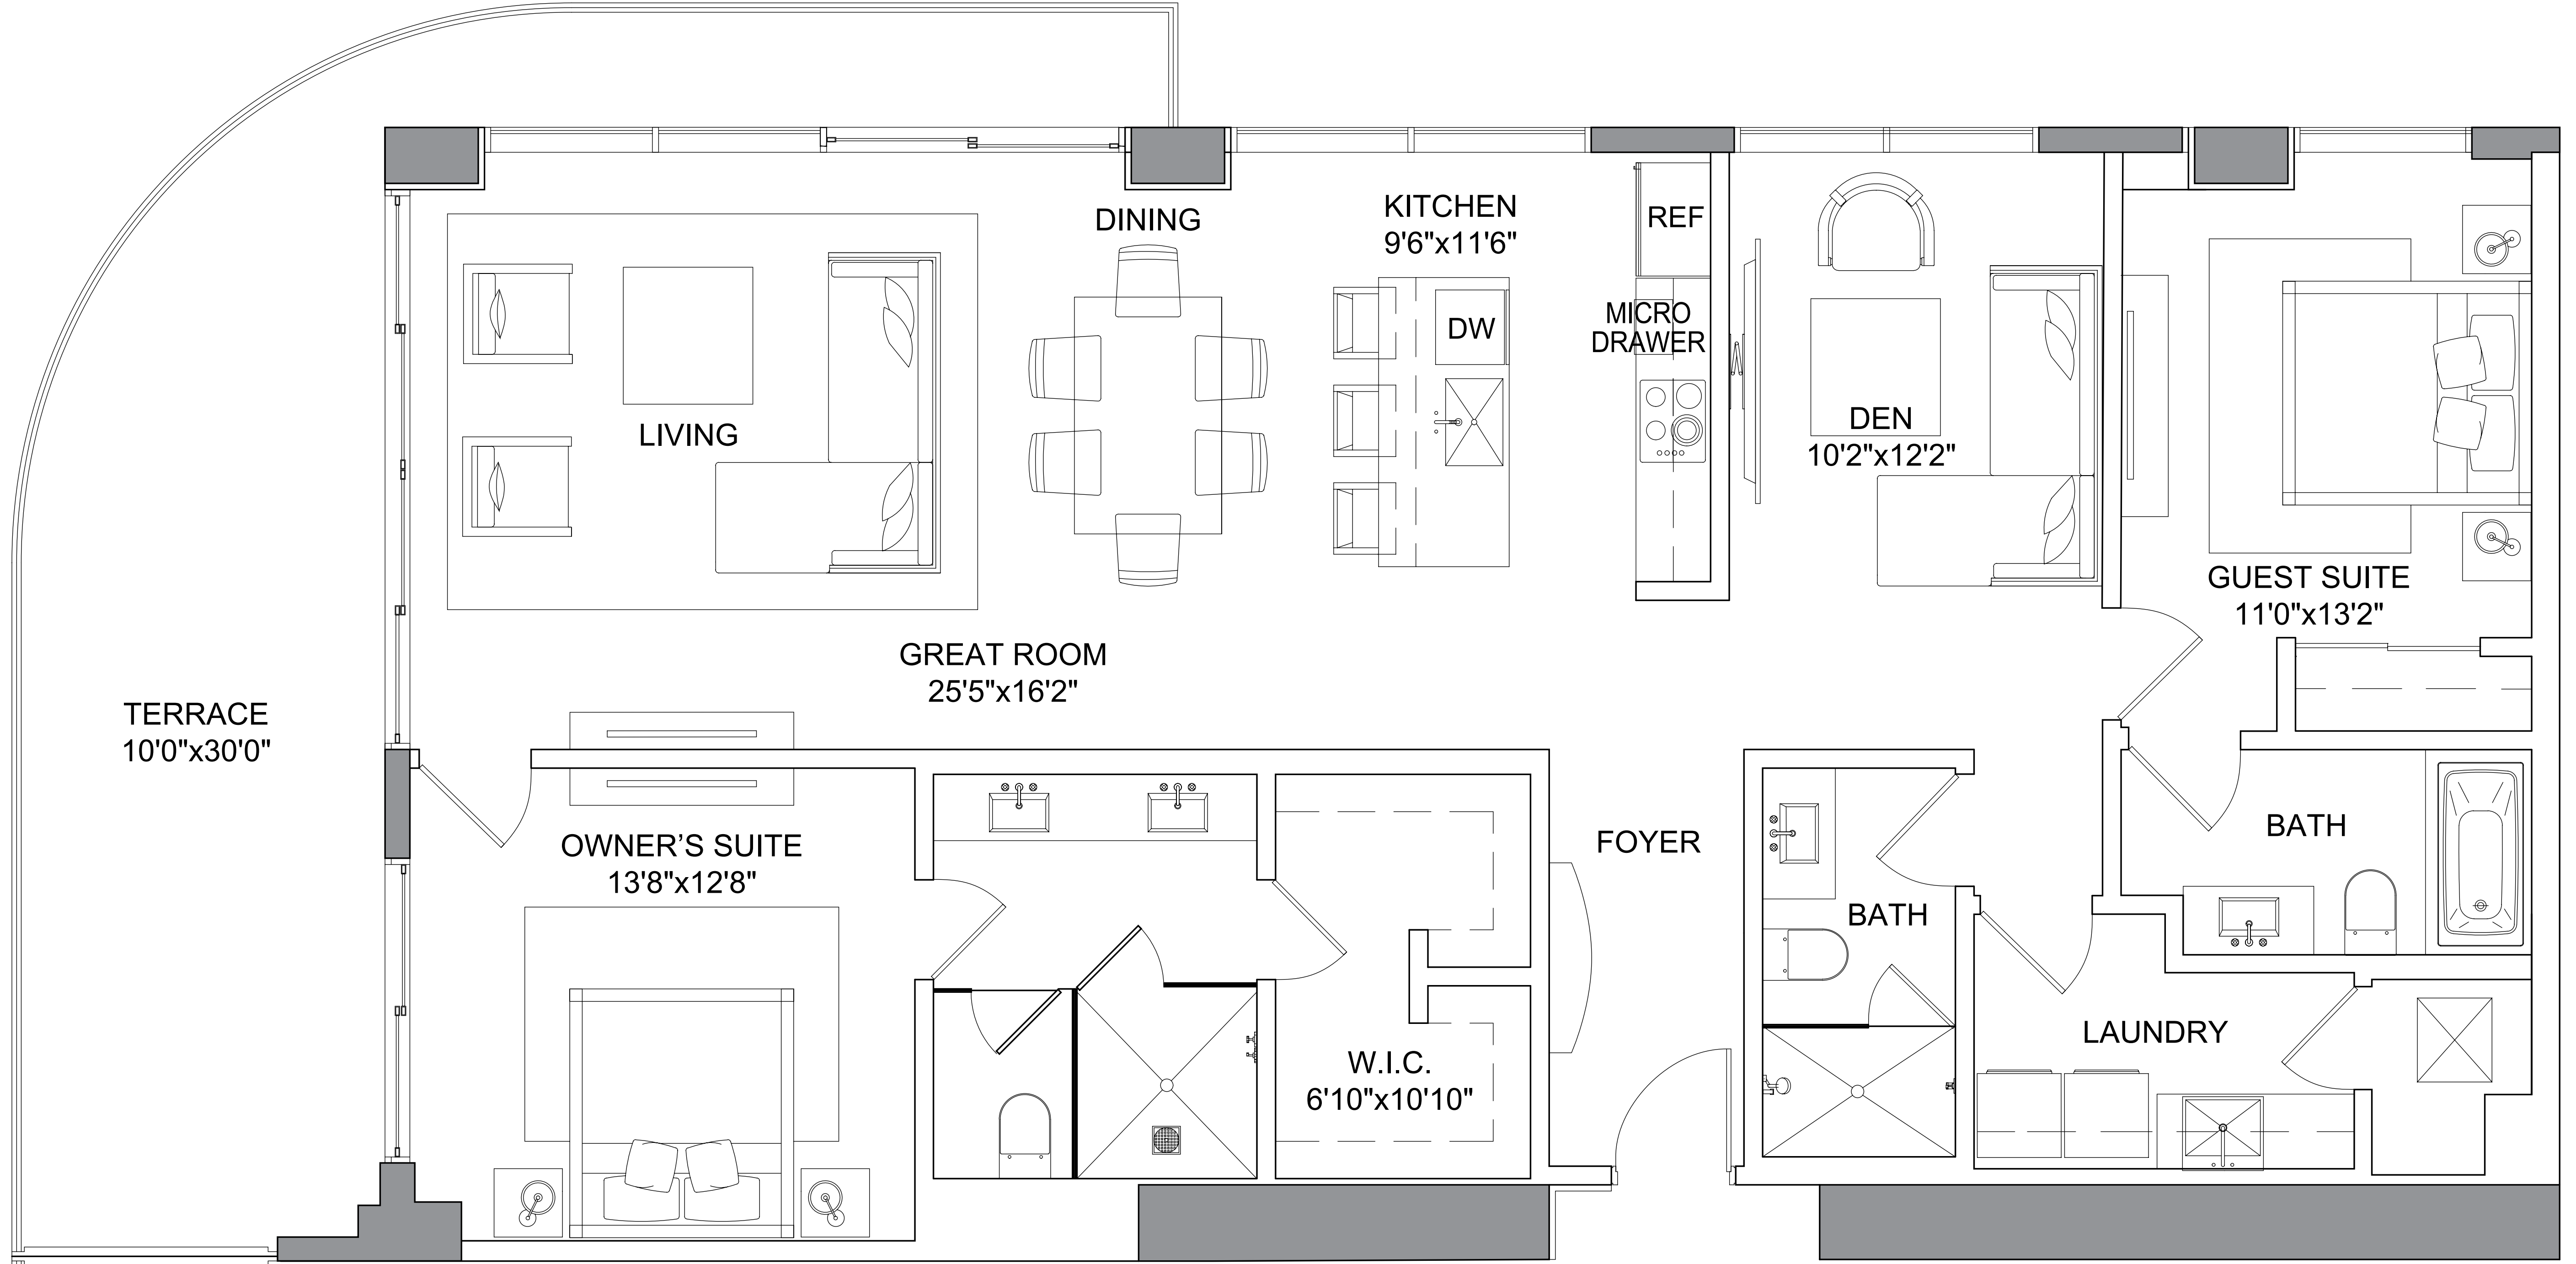 DINING
KITCHEN
9'6"x11'6"
REF
MICRO
DRAWER
DW
LIVING
DEN
10'2"x12'2"
GUEST SUITE
11'0"x13'2"
GREAT ROOM
25'5"x16'2"
TERRACE
10'0"x30'0"
OWNER’S SUITE
13'8"x12'8"
FOYER
BATH
BATH
W.I.C.
6'10"x10'10"
LAUNDRY